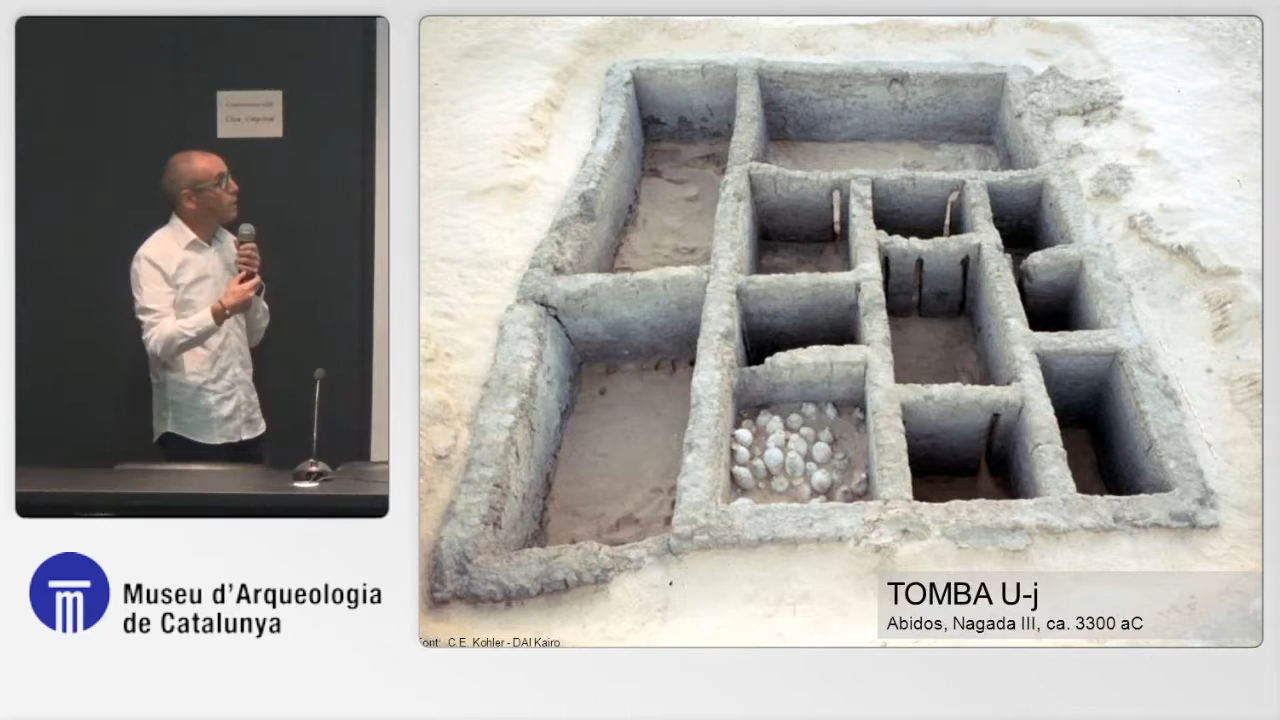 Museu d'Arqueologia
de Catalunya
TOMBA U-j
Abidos, Nagada III, ca. 3300 aC
Font: C.E. Kohler - DAI Kairo